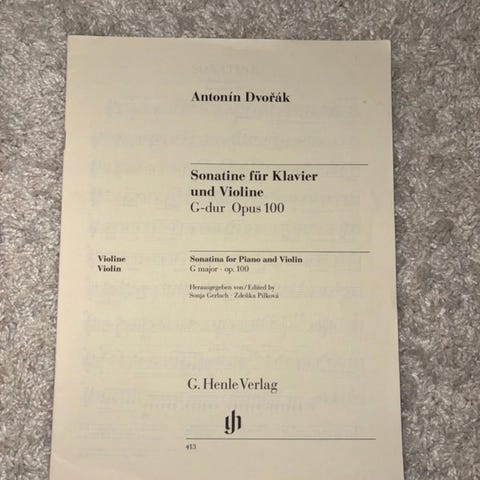 Antonín Dvořák
Sonatine für Klavier
und Violine
G-dur Opus 100
Violine
Violin
Sonatina for Piano and Violin
G major · op. 100
Herausgegeben von/Edited by
Sonja Gerlach · Zdeňka Pilková
G. Henle Verlag
413